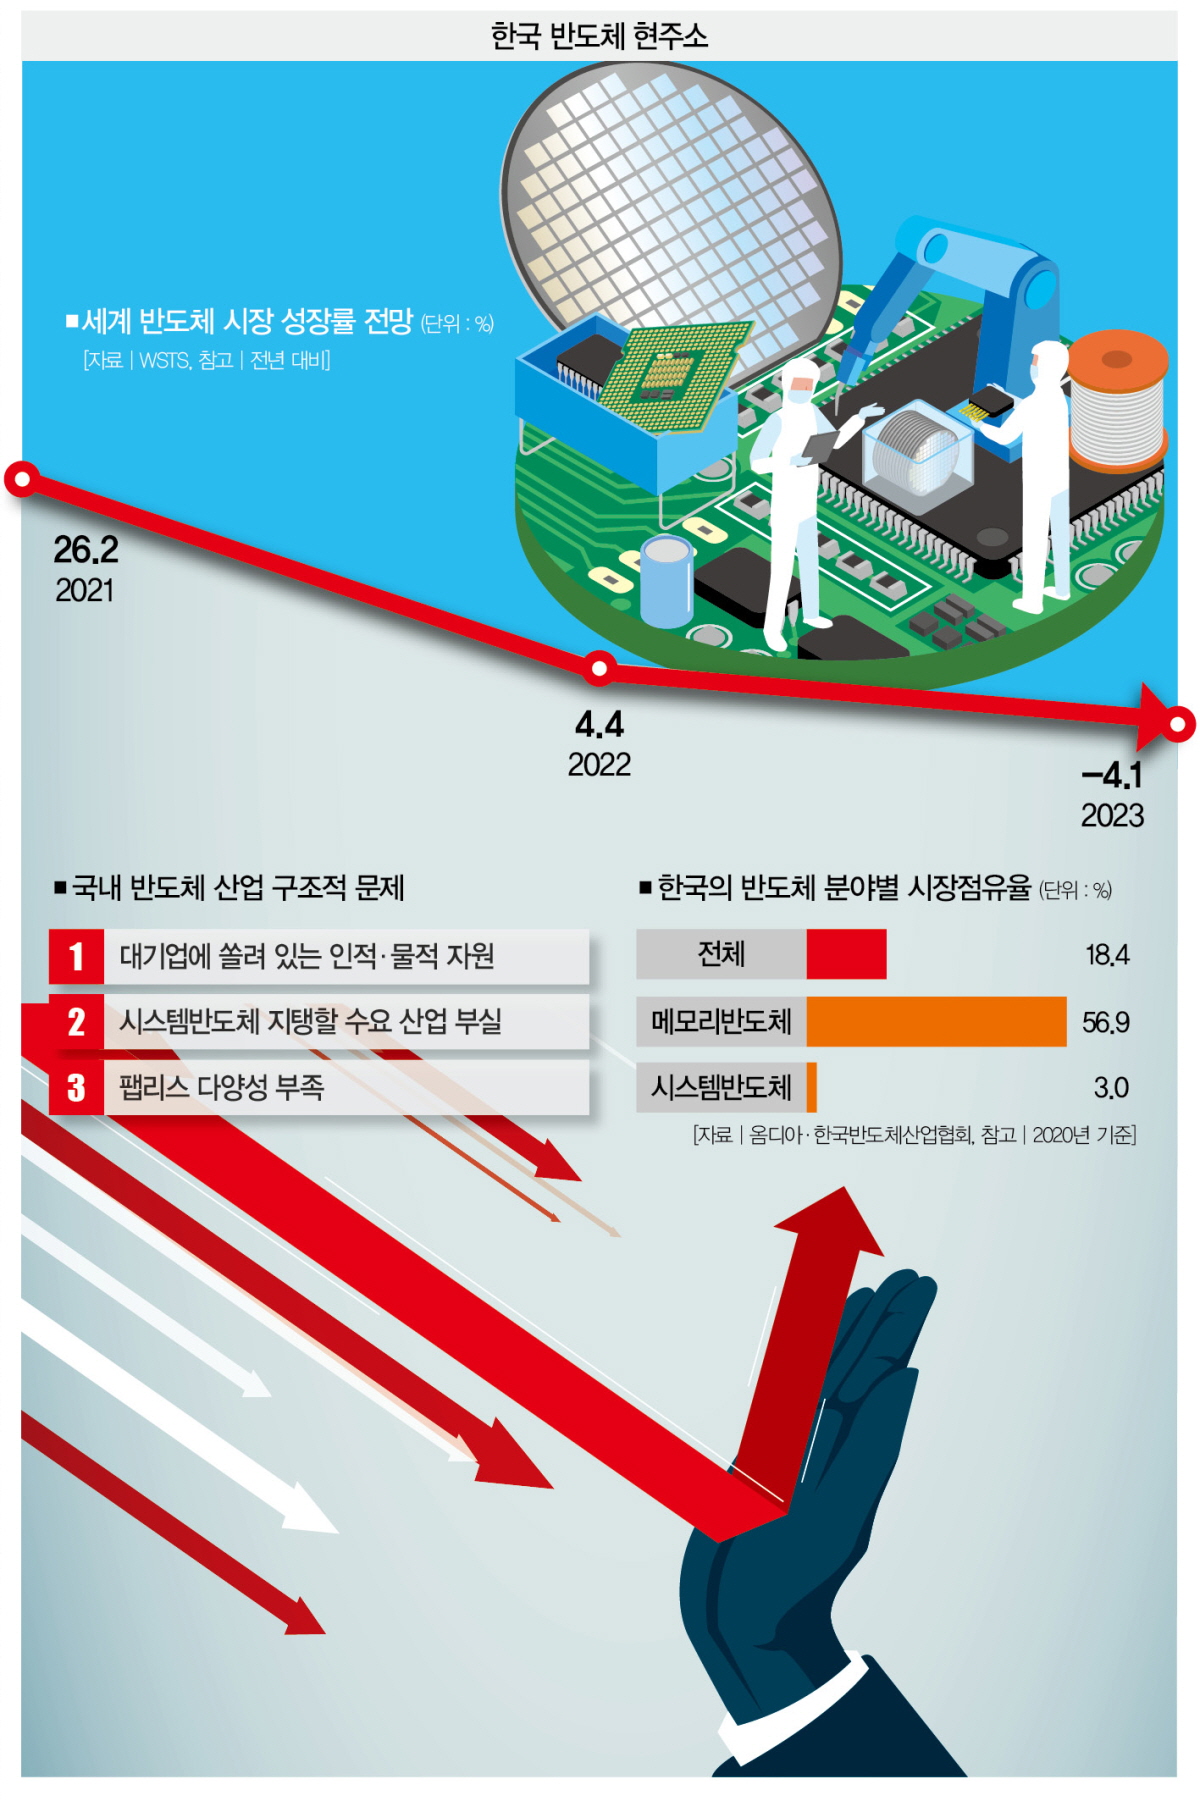 한국 반도체 현주소
■세계 반도체 시장 성장률 전망 (단위 : %)
[자료 | WSTS, 참고 | 전년 대비]
26.2
2021
4.4
2022
−4.1
2023
■ 국내 반도체 산업 구조적 문제
1 대기업에 쏠려 있는 인적·물적 자원
2 시스템반도체 지탱할 수요 산업 부실
3 팹리스 다양성 부족
■ 한국의 반도체 분야별 시장점유율 (단위 : %)
전체 18.4
메모리반도체 56.9
시스템반도체 3.0
[자료 | 옴디아·한국반도체산업협회, 참고 | 2020년 기준]